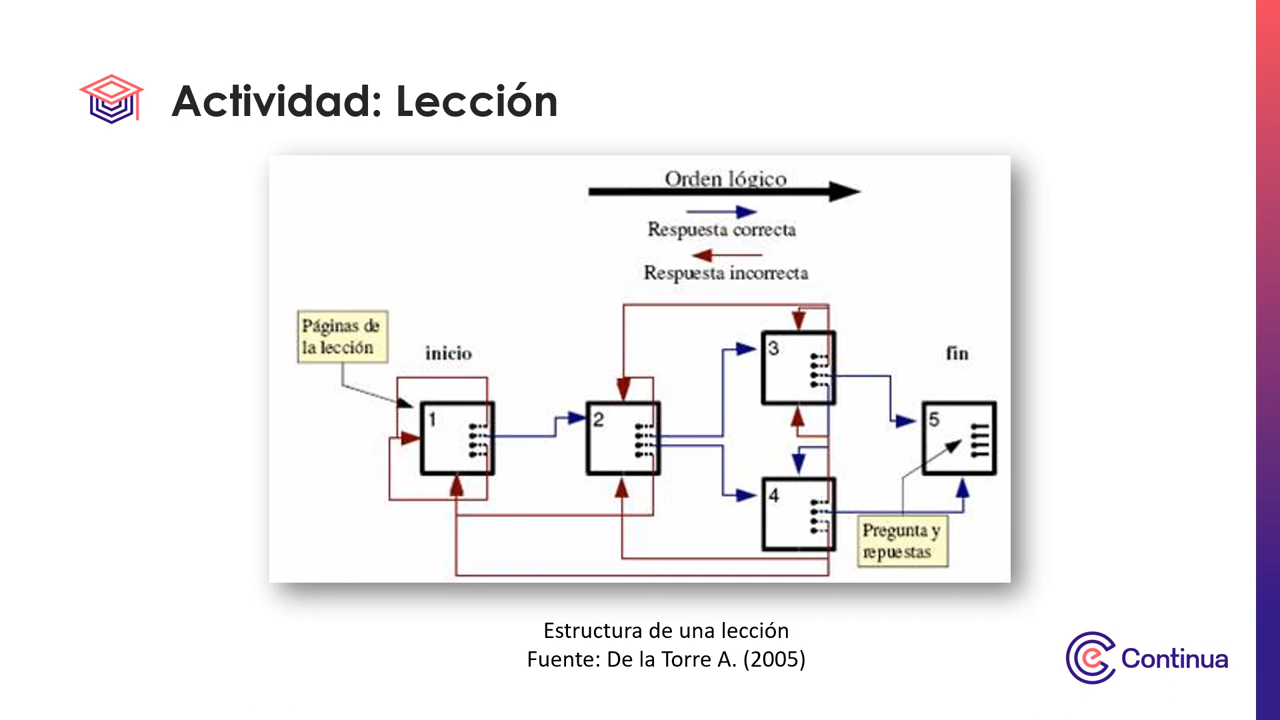 Actividad: Lección
Orden lógico
Respuesta correcta
Respuesta incorrecta
Páginas de
la lección
inicio
fin
1
2
3
4
5
Pregunta y
repuestas
Estructura de una lección
Fuente: De la Torre A. (2005)
e Continua